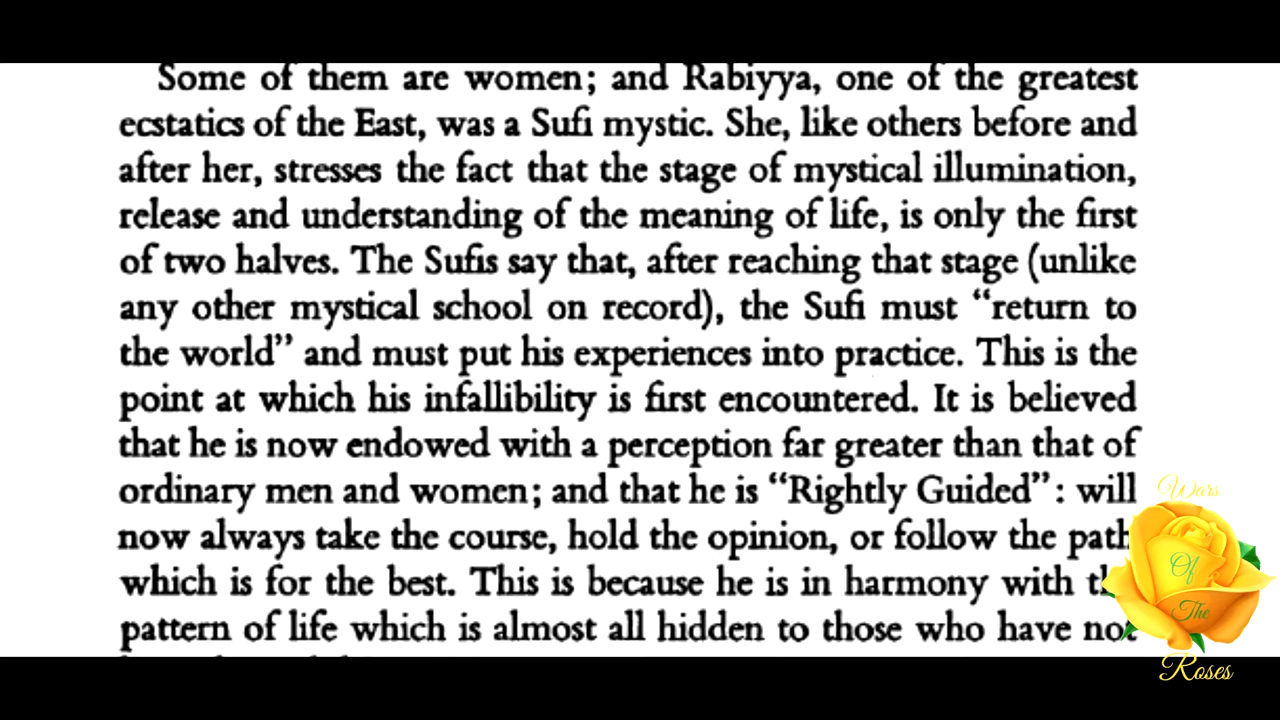 Some of them are women; and Rabiyya, one of the greatest
ecstatics of the East, was a Sufi mystic. She, like others before and
after her, stresses the fact that the stage of mystical illumination,
release and understanding of the meaning of life, is only the first
of two halves. The Sufis say that, after reaching that stage (unlike
any other mystical school on record), the Sufi must “return to
the world” and must put his experiences into practice. This is the
point at which his infallibility is first encountered. It is believed
that he is now endowed with a perception far greater than that of
ordinary men and women; and that he is “Rightly Guided”: will
now always take the course, hold the opinion, or follow the path
which is for the best. This is because he is in harmony with
pattern of life which is almost all hidden to those who have not
Wars
Of
The
Roses